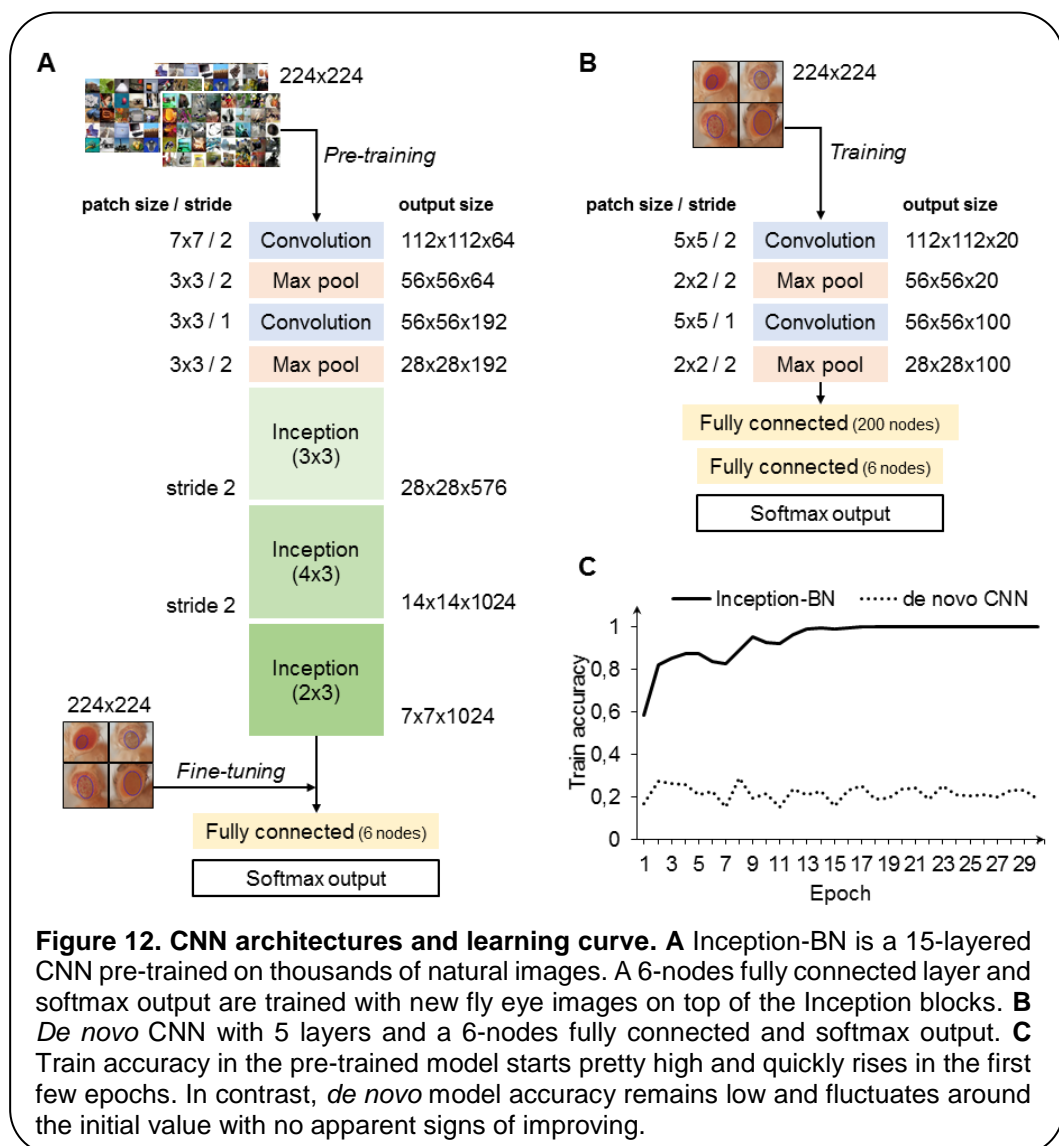 A
224x224
Pre-training
patch size / stride
output size
7x7 / 2 Convolution 112x112x64
3x3 / 2 Max pool 56x56x64
3x3 / 1 Convolution 56x56x192
3x3 / 2 Max pool 28x28x192
Inception
(3x3)
stride 2 28x28x576
Inception
(4x3)
stride 2 14x14x1024
Inception
(2x3)
7x7x1024
224x224
Fine-tuning
Fully connected (6 nodes)
Softmax output
B
224x224
Training
patch size / stride
output size
5x5 / 2 Convolution 112x112x20
2x2 / 2 Max pool 56x56x20
5x5 / 1 Convolution 56x56x100
2x2 / 2 Max pool 28x28x100
Fully connected (200 nodes)
Fully connected (6 nodes)
Softmax output
C
Inception-BN de novo CNN
Train accuracy
1
0,8
0,6
0,4
0,2
0
1 3 5 7 9 11 13 15 17 19 21 23 25 27 29
Epoch
Figure 12. CNN architectures and learning curve. A Inception-BN is a 15-layered
CNN pre-trained on thousands of natural images. A 6-nodes fully connected layer and
softmax output are trained with new fly eye images on top of the Inception blocks. B
De novo CNN with 5 layers and a 6-nodes fully connected and softmax output. C
Train accuracy in the pre-trained model starts pretty high and quickly rises in the first
few epochs. In contrast, de novo model accuracy remains low and fluctuates around
the initial value with no apparent signs of improving.